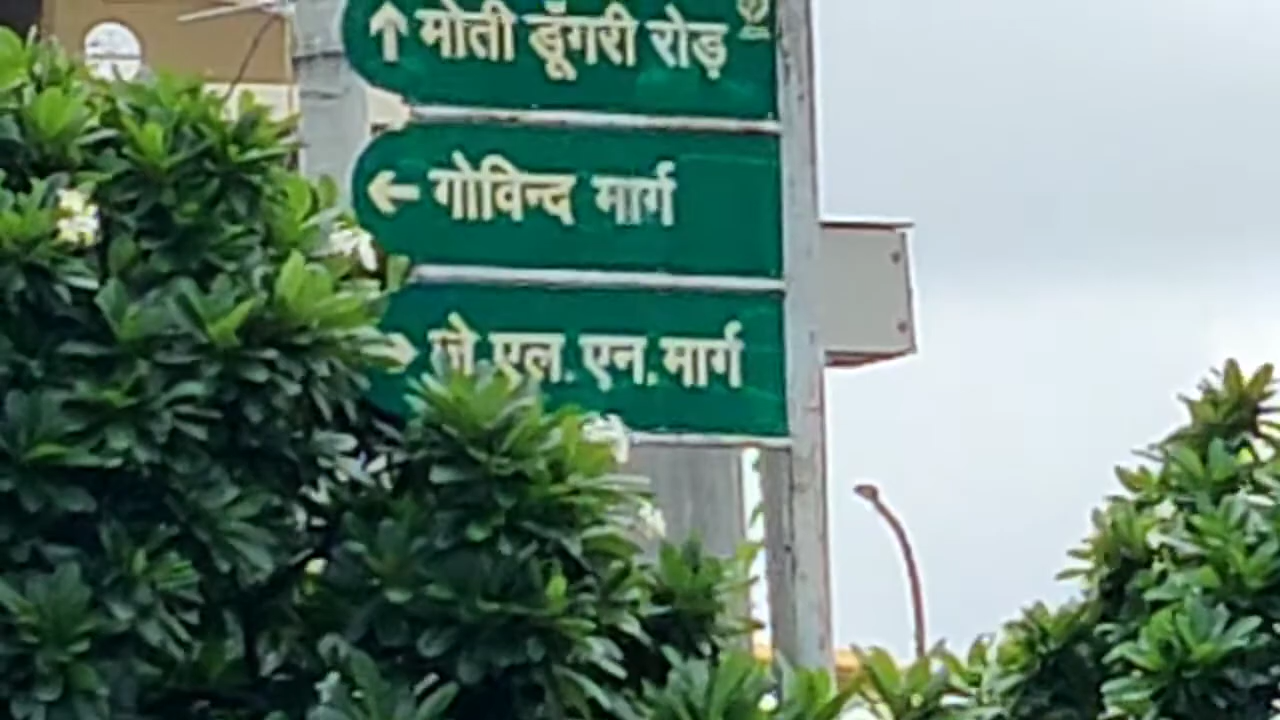 ↑ मोती डूँगरी रोड़
← गोविन्द मार्ग
→ जे.एल. एन. मार्ग